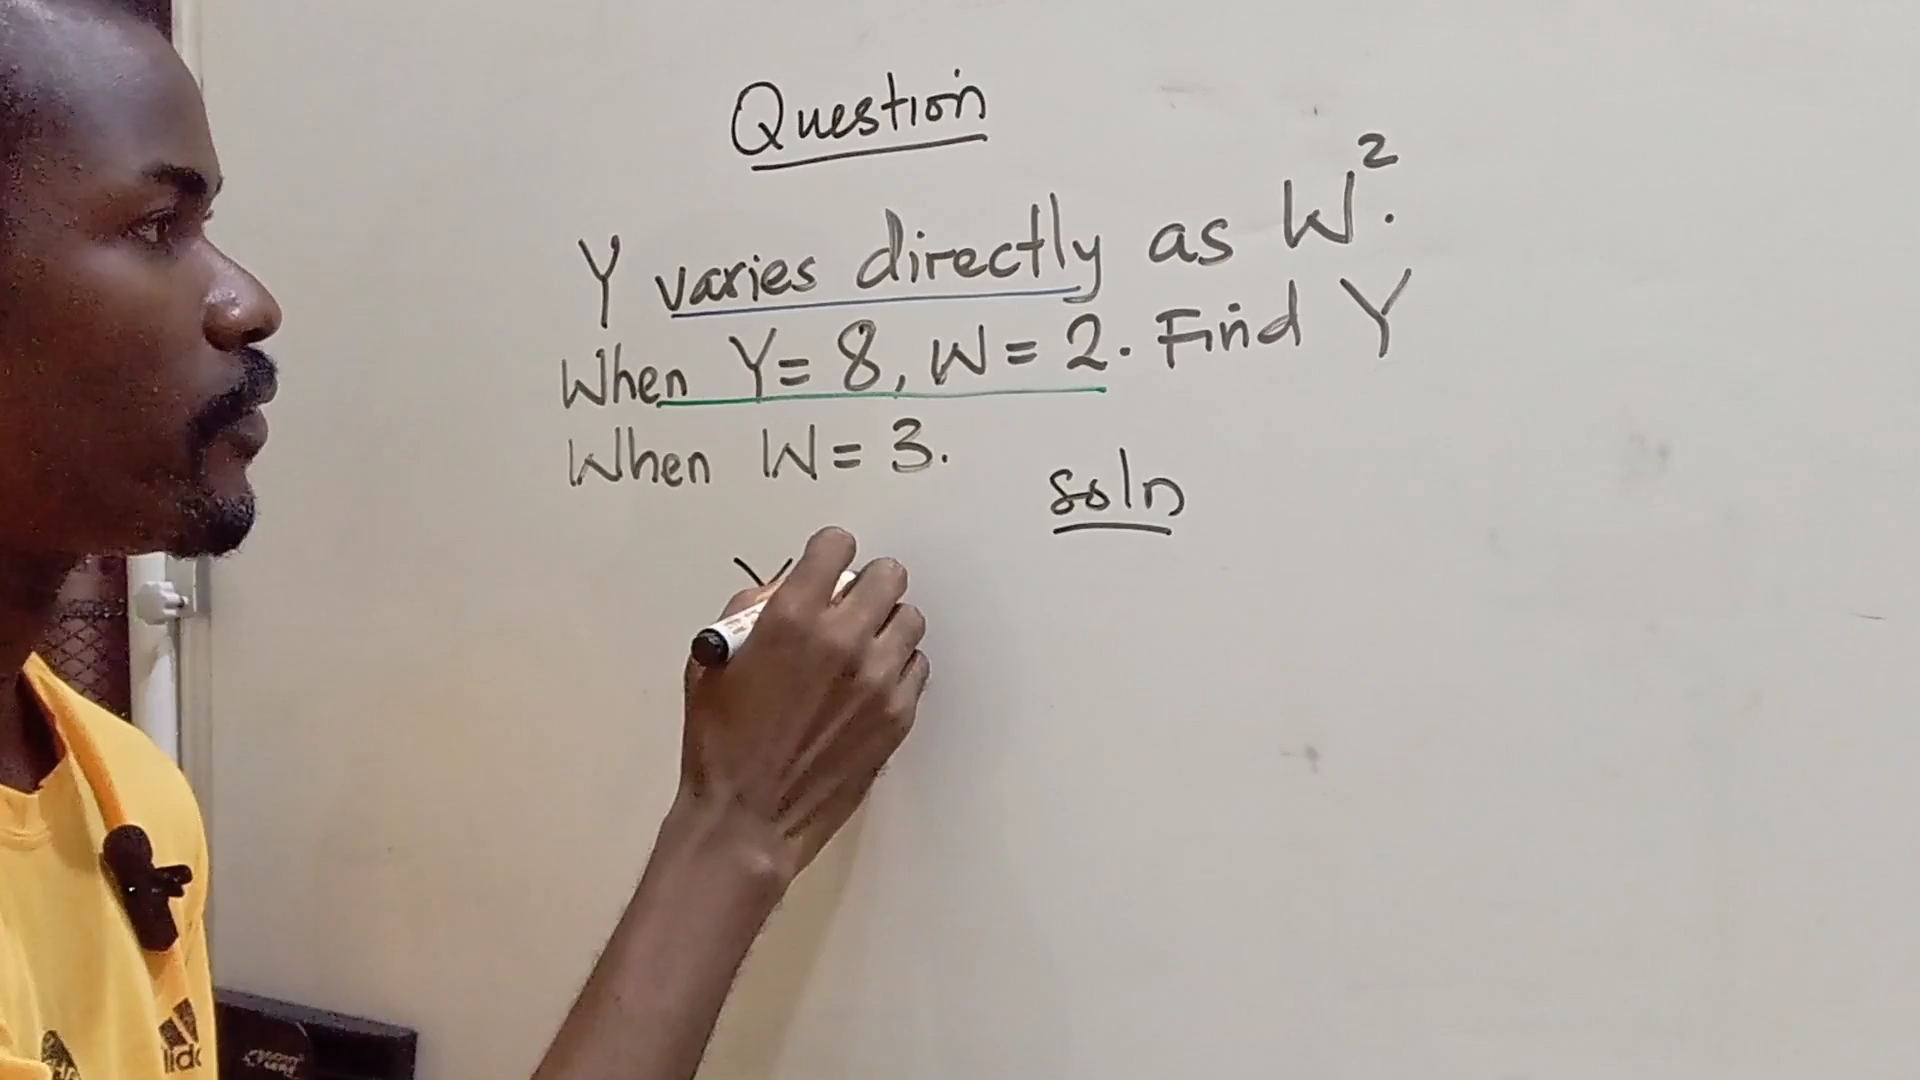 Question
Y varies directly as W².
When Y = 8, W = 2. Find Y
When W = 3.
soln
Y